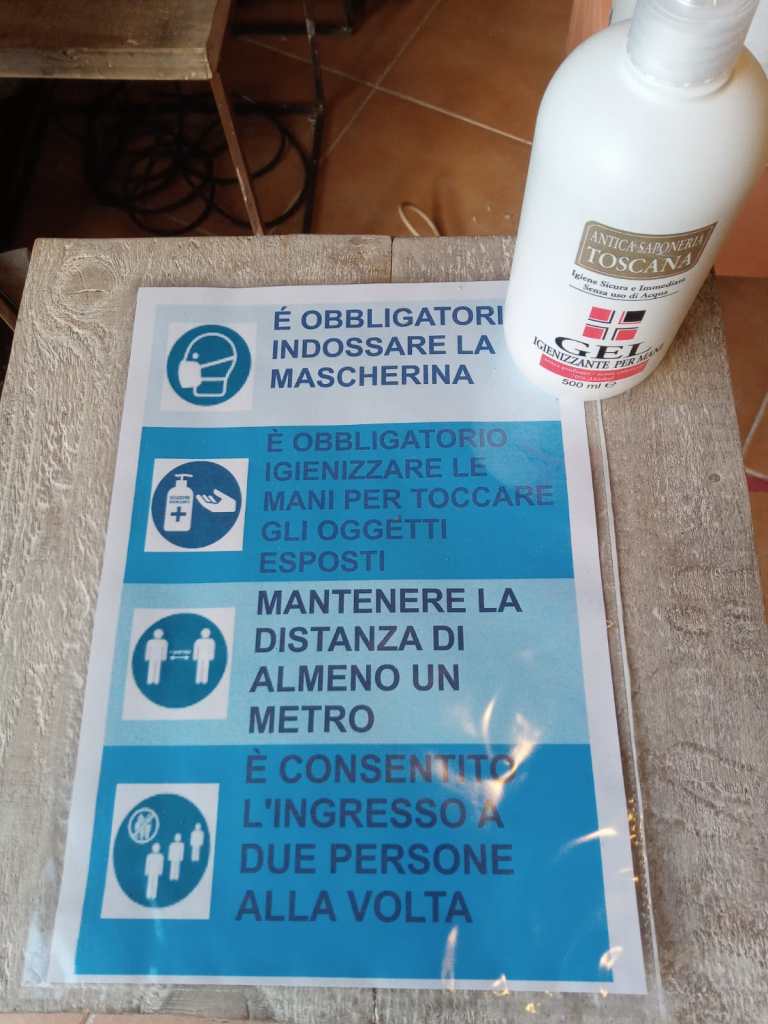 ANTICA SAPONERIA
TOSCANA
Igiene Sicura e Immediata
Senza uso di Acqua
GEL
IGIENIZZANTE PER MANI
500 ml e
É OBBLIGATORI
INDOSSARE LA
MASCHERINA
È OBBLIGATORIO
IGIENIZZARE LE
MANI PER TOCCARE
GLI OGGETTI
ESPOSTI
MANTENERE LA
DISTANZA DI
ALMENO UN
METRO
È CONSENTITO
L'INGRESSO A
DUE PERSONE
ALLA VOLTA